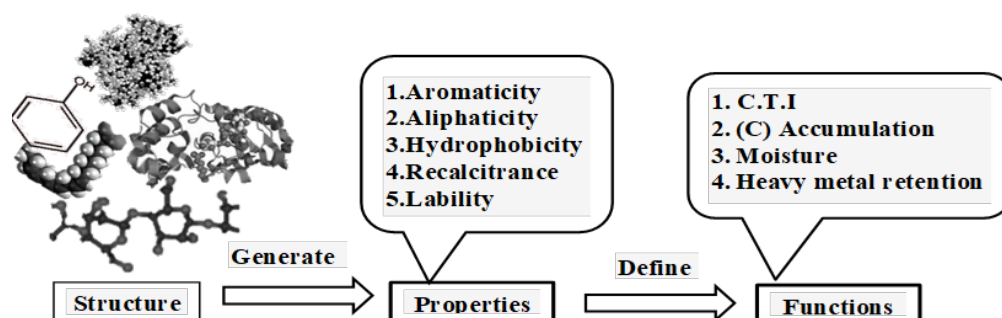 OH
1.Aromaticity
2.Aliphaticity
3.Hydrophobicity
4.Recalcitrance
5.Lability
1. C.T.I
2. (C) Accumulation
3. Moisture
4. Heavy metal retention
Generate
Define
Structure
Properties
Functions